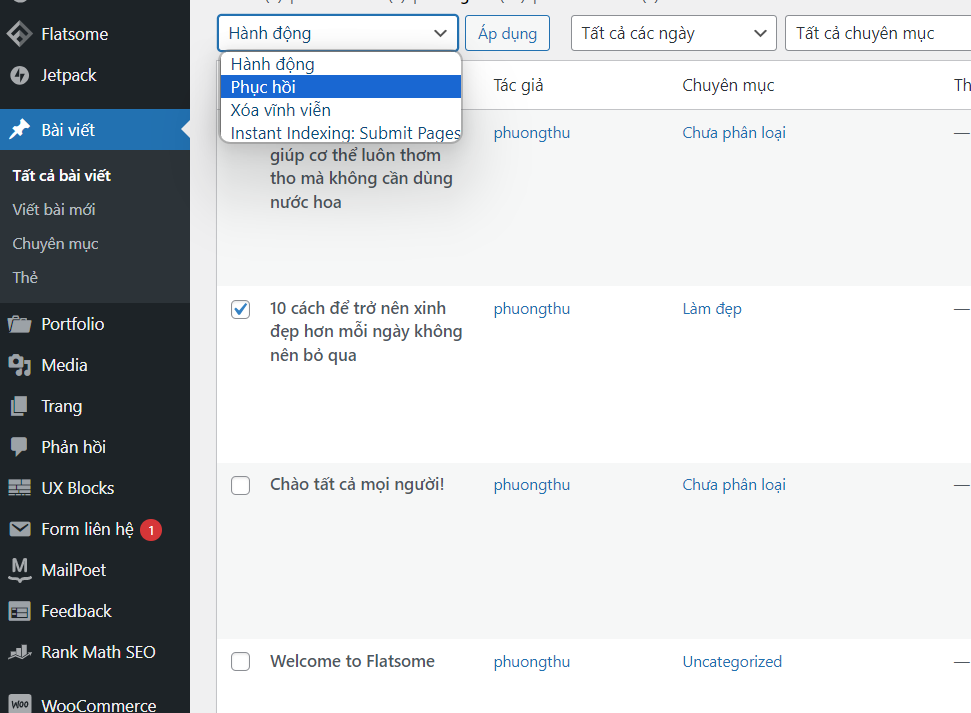 Flatsome
Hành động
Áp dụng
Tất cả các ngày
Tất cả chuyên mục
Jetpack
Hành động
Phục hồi
Xóa vĩnh viễn
Instant Indexing: Submit Pages
Tác giả
Chuyên mục
Th
Bài viết
Tất cả bài viết
Viết bài mới
Chuyên mục
Thẻ
Portfolio
Media
Trang
Phản hồi
UX Blocks
Form liên hệ 1
M MailPoet
Feedback
Rank Math SEO
Woo WooCommerce
giúp cơ thể luôn thơm
tho mà không cần dùng
nước hoa
phuongthu
Chưa phân loại
—
10 cách để trở nên xinh
đẹp hơn mỗi ngày không
nên bỏ qua
phuongthu
Làm đẹp
—
Chào tất cả mọi người!
phuongthu
Chưa phân loại
—
Welcome to Flatsome
phuongthu
Uncategorized
—